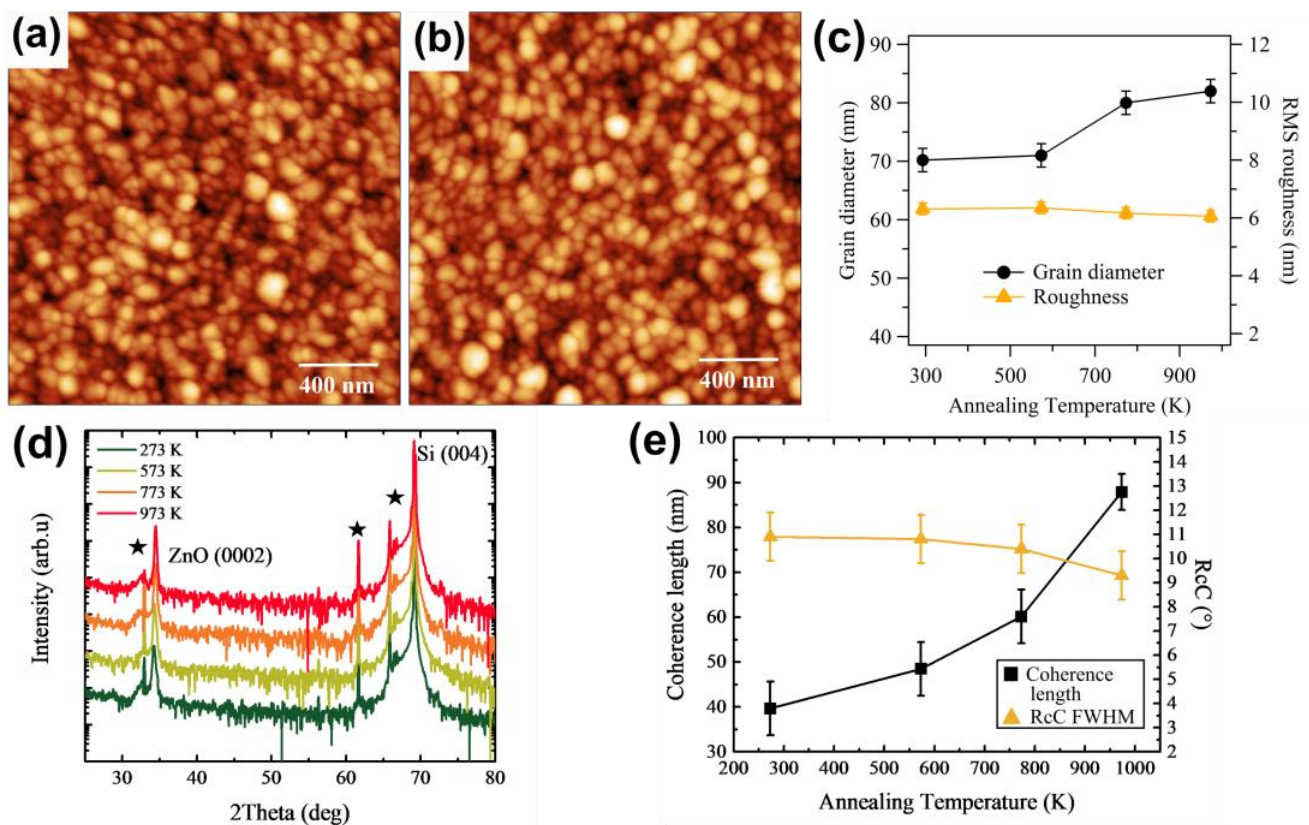 (a)
400 nm
(b)
400 nm
(c)
90
80
70
60
50
40
Grain diameter (nm)
12
10
8
6
4
2
RMS roughness (nm)
Grain diameter
Roughness
300 500 700 900
Annealing Temperature (K)
(d)
273 K
573 K
773 K
973 K
ZnO (0002)
Si (004)
Intensity (arb.u)
30 40 50 60 70 80
2Theta (deg)
(e)
100
90
80
70
60
50
40
30
Coherence length (nm)
15
14
13
12
11
10
9
8
7
6
5
4
3
2
RcC (°)
Coherence
length
RcC FWHM
200 300 400 500 600 700 800 900 1000
Annealing Temperature (K)